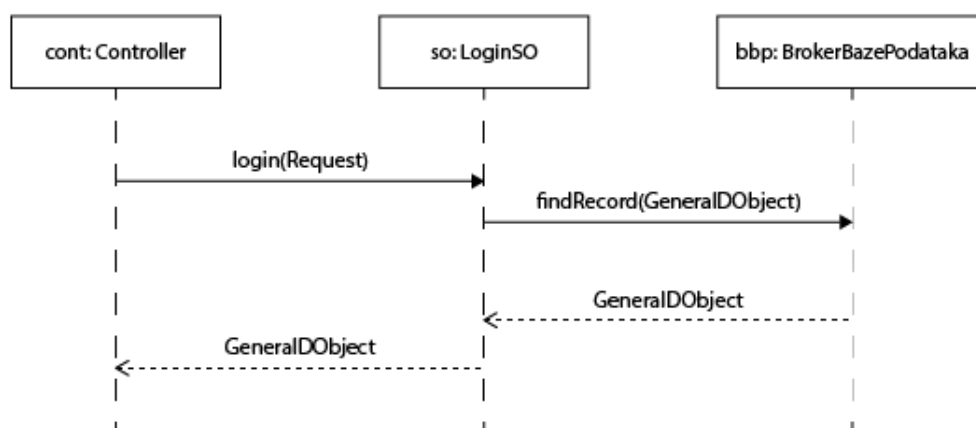 cont: Controller
so: LoginSO
bbp: BrokerBazePodataka
login(Request)
findRecord(GeneralDObject)
GeneralDObject
GeneralDObject